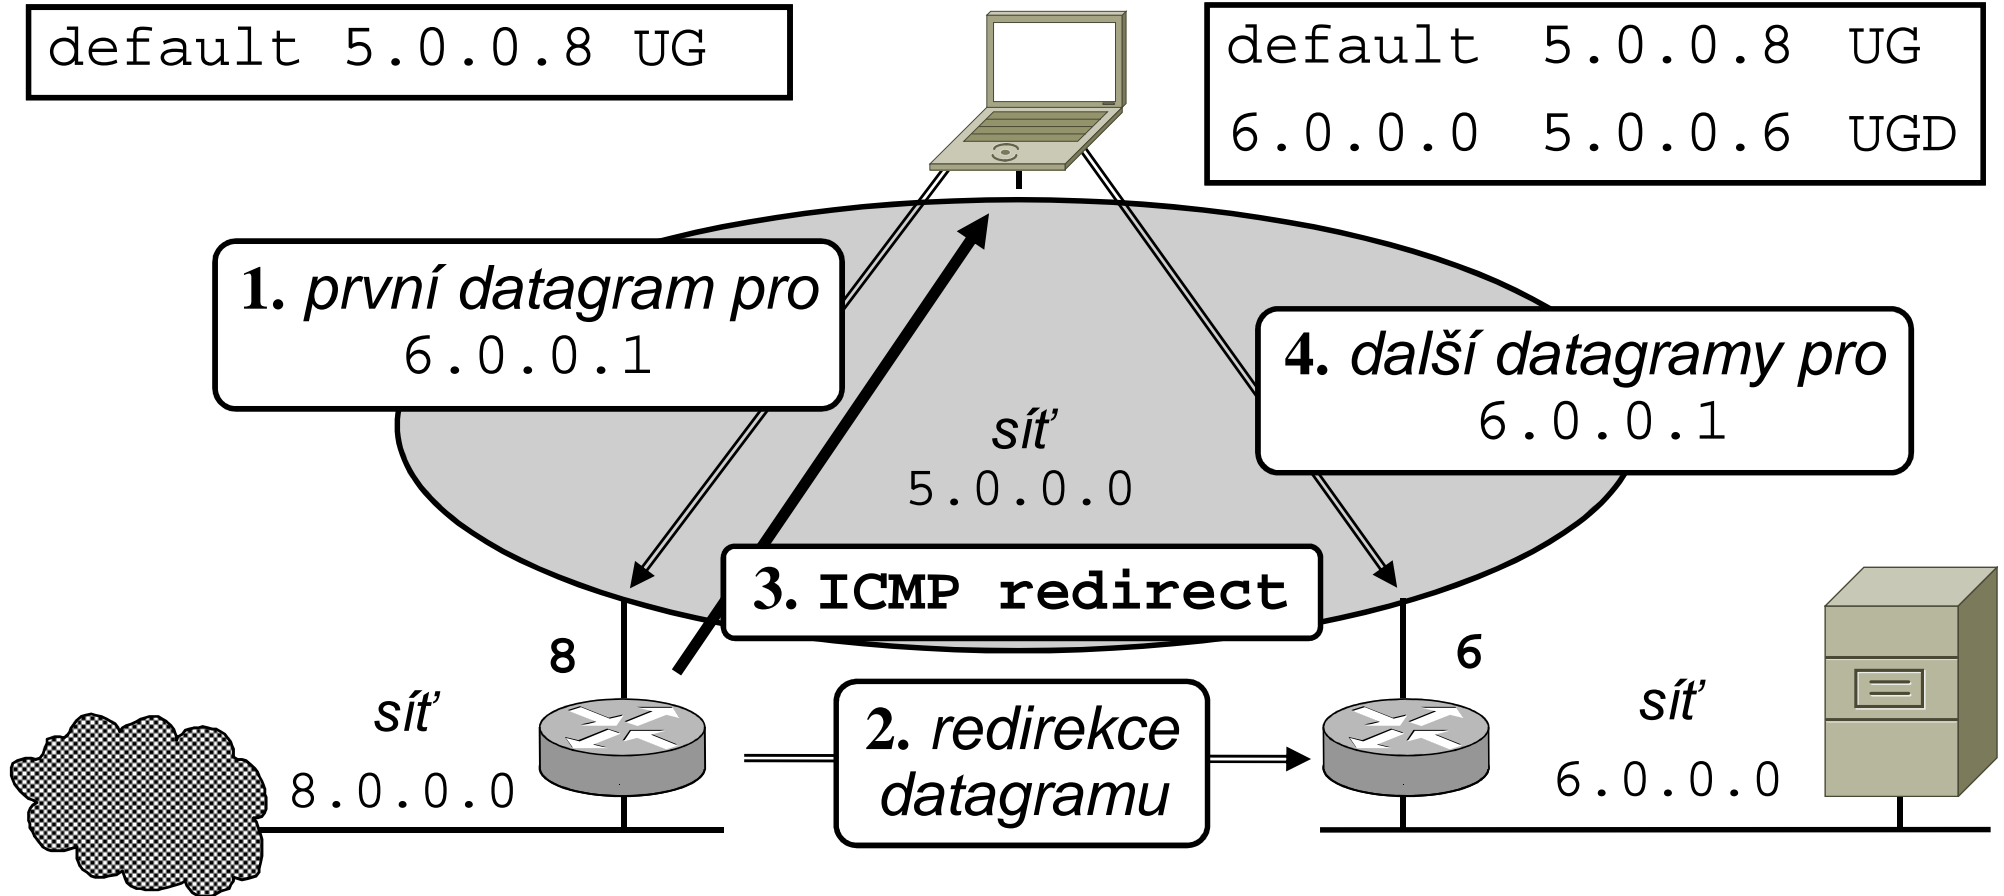 default 5.0.0.8 UG
default 5.0.0.8 UG
6.0.0.0 5.0.0.6 UGD
1. první datagram pro
6.0.0.1
4. další datagramy pro
6.0.0.1
síť
5.0.0.0
3. ICMP redirect
8
6
síť
8.0.0.0
2. redirekce
datagramu
síť
6.0.0.0